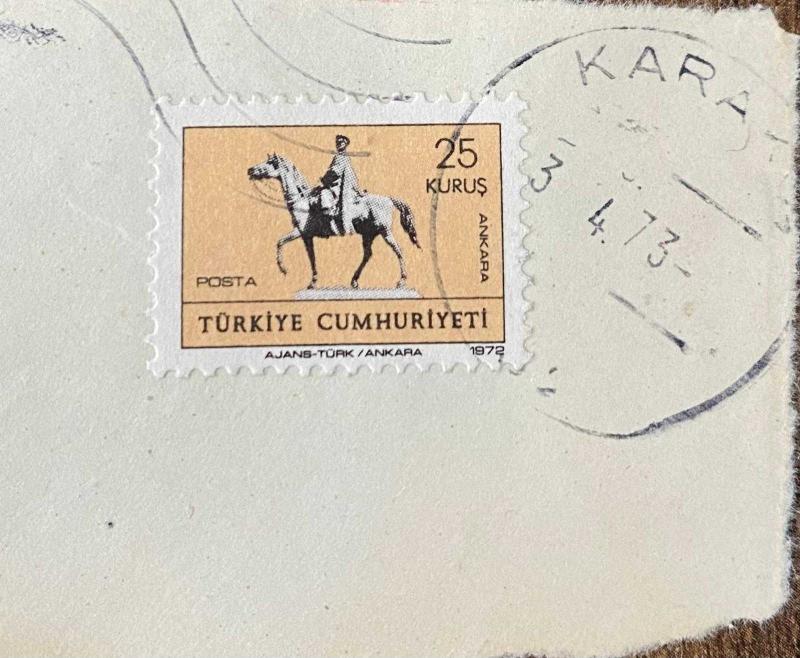 KARA
3 4.73-
25
KURUŞ
ANKARA
POSTA
TÜRKİYE CUMHURİYETİ
AJANS-TÜRK/ANKARA 1972